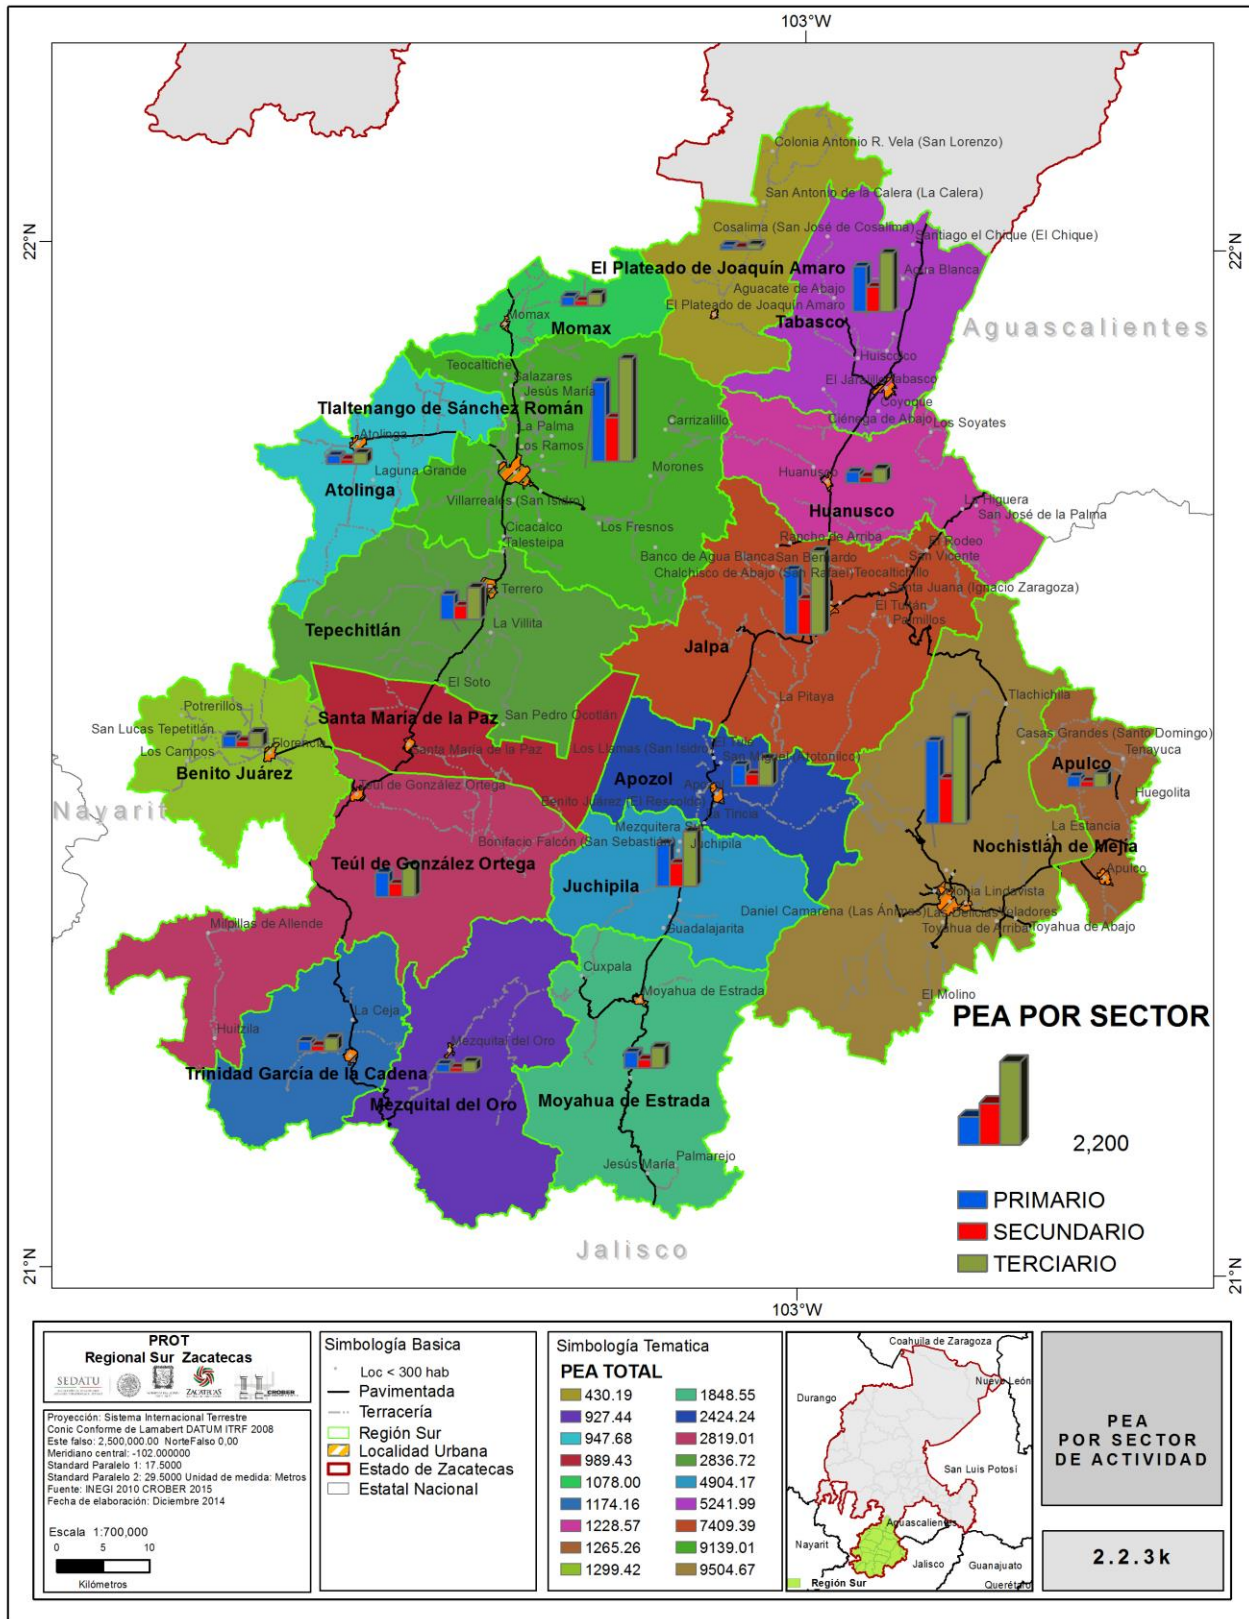 103°W
Colonia Antonio R. Vela (San Lorenzo)
San Antonio de la Calera (La Calera)
Cosalima (San José de Cosalima)
Santiago el Chique (El Chique)
22°N
22°N
El Plateado de Joaquín Amaro
Agua Blanca
Aguacate de Abajo
El Plateado de Joaquín Amaro
Momax
Momax
Tabasco
Aguascalientes
Huiscolco
Teocaltiche
Salazares
Jesús María
El Jaralillo
Tabasco
Coyoque
Tlaltenango de Sánchez Román
Ciénega de Abajo
Los Soyates
Carrizalillo
La Palma
Atolinga
Los Ramos
Laguna Grande
Morones
Huanusco
Atolinga
Villarreales (San Isidro)
Huanusco
La Higuera
San José de la Palma
Cicacalco
Los Fresnos
Talesteipa
Rancho de Arriba
El Rodeo
Banco de Agua Blanca
San Bernardo
San Vicente
Chalchisco de Abajo (San Rafael)
Teocaltichillo
Terrero
Santa Juana (Ignacio Zaragoza)
El Tuitán
Palmillos
La Villita
Tepechitlán
Jalpa
El Soto
La Pitaya
Tlachichila
Potrerillos
Santa María de la Paz
San Pedro Ocotlán
San Lucas Tepetitlán
Florencia
Casas Grandes (Santo Domingo)
Los Campos
Santa María de la Paz
Los Llamas (San Isidro)
Tenayuca
Benito Juárez
San Miguel (Atotonilco)
Apulco
Apozol
Apozol
Teúl de González Ortega
Huegolita
Nayarit
Benito Juárez (El Rescoldo)
La Tincia
La Estancia
Bonifacio Falcón (San Sebastián)
Juchipila
Nochistlán de Mejía
Teúl de González Ortega
Apulco
Juchipila
Colonia Lindavista
Daniel Camarena (Las Ánimas)
Las Delicias
Veladores
Milpillas de Allende
Guadalajarita
Toyahua de Arriba
Toyahua de Abajo
Cuxpala
Moyahua de Estrada
El Molino
La Ceja
PEA POR SECTOR
Huitzila
Mezquital del Oro
Trinidad García de la Cadena
Mezquital del Oro
Moyahua de Estrada
2,200
Jesús María
Palmarejo
PRIMARIO
SECUNDARIO
TERCIARIO
Jalisco
21°N
21°N
103°W
PROT
Regional Sur Zacatecas
SEDATU
ZACATECAS
CROBER
Proyección: Sistema Internacional Terrestre
Conic Conforme de Lamabert DATUM ITRF 2008
Este falso: 2,500,000.00 NorteFalso 0,00
Meridiano central: -102.000000
Standard Paralelo 1: 17.5000
Standard Paralelo 2: 29.5000 Unidad de medida: Metros
Fuente: INEGI 2010 CROBER 2015
Fecha de elaboración: Diciembre 2014
Escala 1:700,000
0 5 10
Kilómetros
Simbología Basica
Loc < 300 hab
Pavimentada
Terracería
Región Sur
Localidad Urbana
Estado de Zacatecas
Estatal Nacional
Simbología Tematica
PEA TOTAL
430.19
927.44
947.68
989.43
1078.00
1174.16
1228.57
1265.26
1299.42
1848.55
2424.24
2819.01
2836.72
4904.17
5241.99
7409.39
9139.01
9504.67
Coahuila de Zaragoza
Nuevo León
Durango
San Luis Potosí
Aguascalientes
Nayarit
Jalisco
Guanajuato
Querétaro
Región Sur
PEA
POR SECTOR
DE ACTIVIDAD
2.2.3k